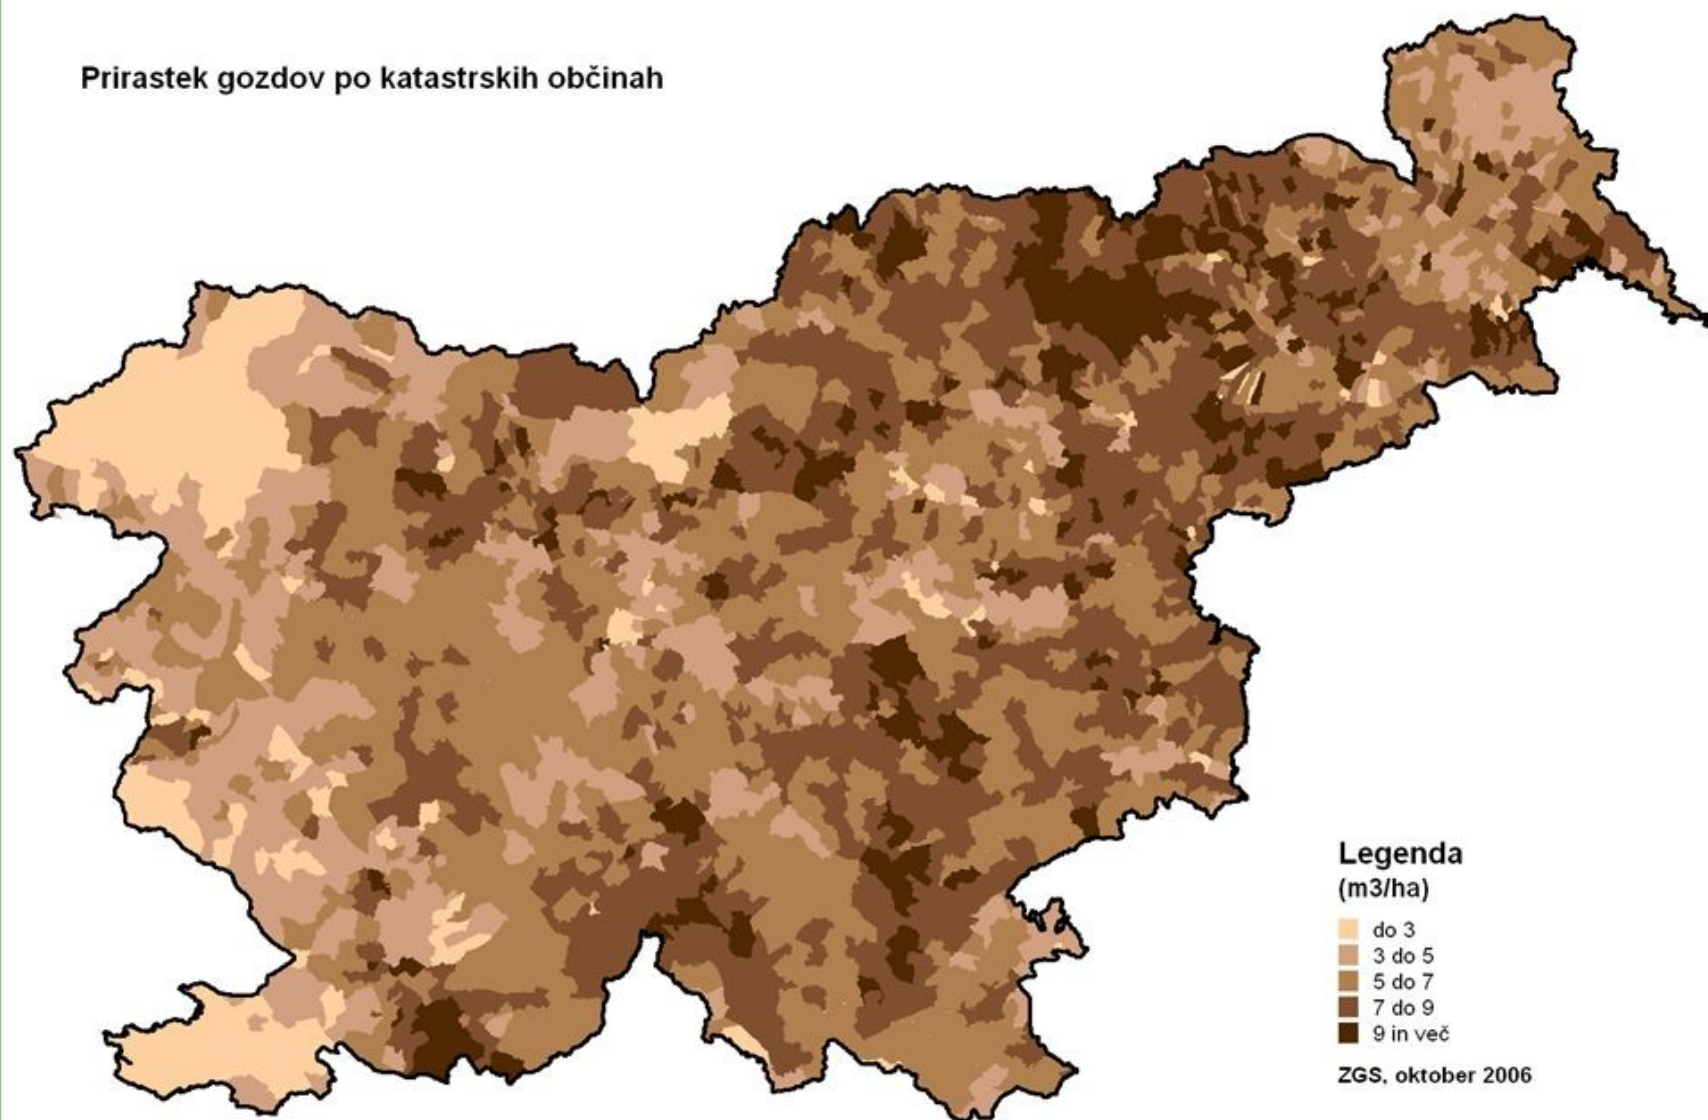 Prirastek gozdov po katastrskih občinah
Legenda
(m3/ha)
do 3
3 do 5
5 do 7
7 do 9
9 in več
ZGS, oktober 2006